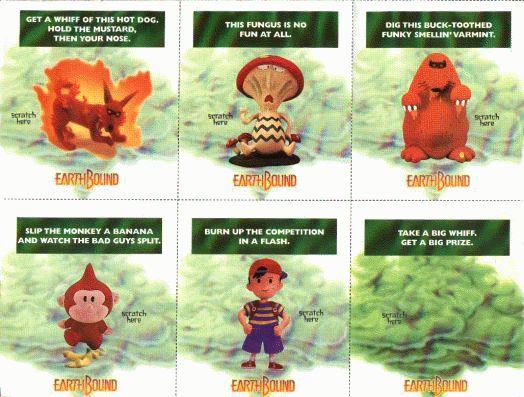 GET A WHIFF OF THIS HOT DOG.
HOLD THE MUSTARD,
THEN YOUR NOSE.
scratch
here
EARTHBOUND
THIS FUNGUS IS NO
FUN AT ALL.
scratch
here
EARTHBOUND
DIG THIS BUCK-TOOTHED
FUNKY SMELLIN' VARMINT.
scratch
here
EARTHBOUND
SLIP THE MONKEY A BANANA
AND WATCH THE BAD GUYS SPLIT.
scratch
here
EARTHBOUND
BURN UP THE COMPETITION
IN A FLASH.
scratch
here
EARTHBOUND
TAKE A BIG WHIFF.
GET A BIG PRIZE.
scratch
here
EARTHBOUND